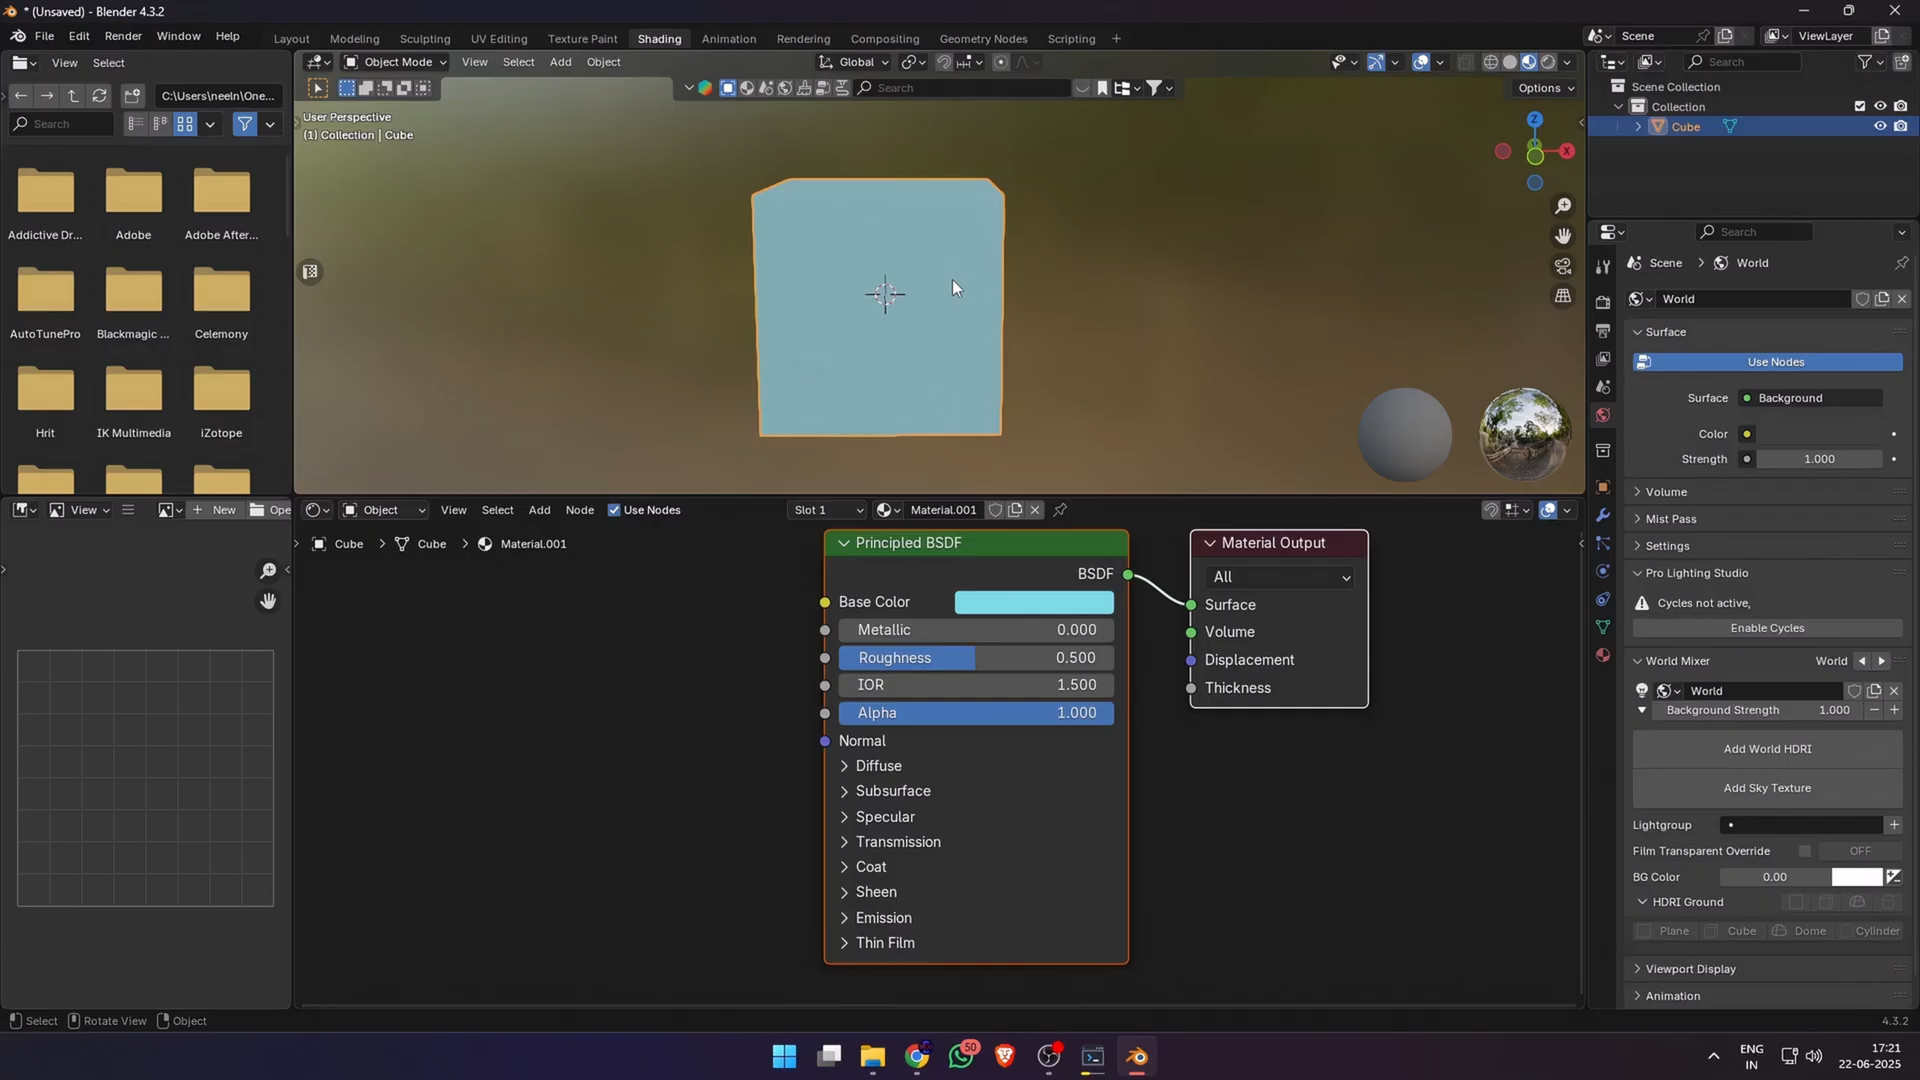 * (Unsaved) - Blender 4.3.2
File Edit Render Window Help
Layout Modeling Sculpting UV Editing Texture Paint Shading Animation Rendering Compositing Geometry Nodes Scripting +
Scene
ViewLayer
View Select
Object Mode View Select Add Object
Global
Search
C:\Users\neeln\One...
Search
Search
Options
User Perspective
(1) Collection | Cube
Z
X
Scene Collection
Collection
Cube
Addictive Dr...
Adobe
Adobe After...
AutoTunePro
Blackmagic ...
Celemony
Hrit
IK Multimedia
iZotope
Search
Scene > World
World
Surface
Use Nodes
Surface
Background
Color
Strength
1.000
Volume
Mist Pass
Settings
Pro Lighting Studio
Cycles not active,
Enable Cycles
World Mixer
World
World
Background Strength
1.000
Add World HDRI
Add Sky Texture
Lightgroup
Film Transparent Override
OFF
BG Color
0.00
HDRI Ground
Plane
Cube
Dome
Cylinder
Viewport Display
Animation
View
New
Ope
Object View Select Add Node Use Nodes
Slot 1
Material.001
Cube > Cube > Material.001
Principled BSDF
BSDF
Base Color
Metallic 0.000
Roughness 0.500
IOR 1.500
Alpha 1.000
Normal
Diffuse
Subsurface
Specular
Transmission
Coat
Sheen
Emission
Thin Film
Material Output
All
Surface
Volume
Displacement
Thickness
Select Rotate View Object
4.3.2
50
ENG
IN
17:21
22-06-2025